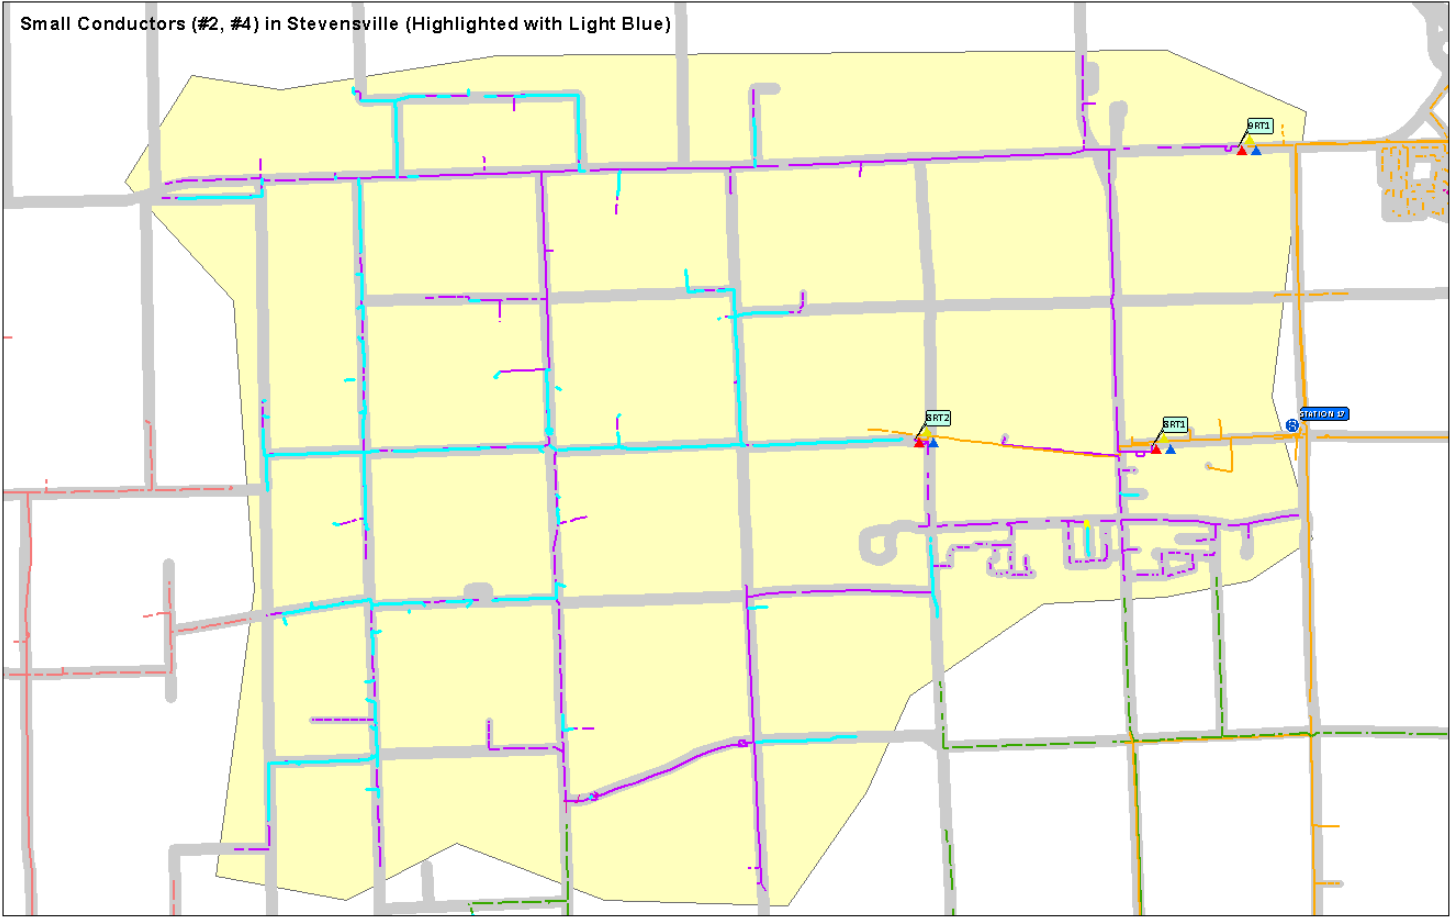 Small Conductors (#2, #4) in Stevensville (Highlighted with Light Blue)
BRT1
BRT2
BRT1
STATION 17